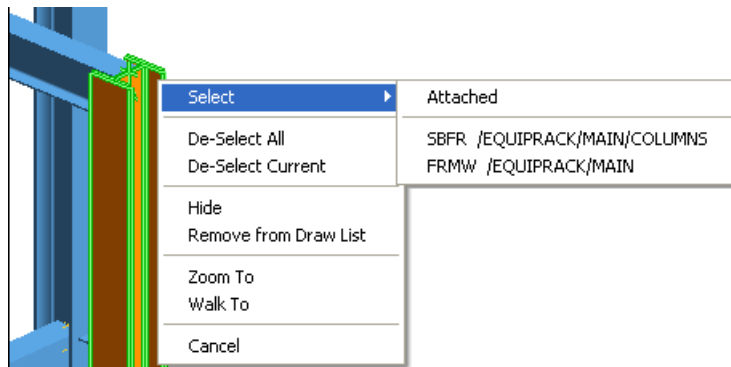 Select
De-Select All
De-Select Current
Hide
Remove from Draw List
Zoom To
Walk To
Cancel
Attached
SBFR /EQUIPRACK/MAIN/COLUMNS
FRMW /EQUIPRACK/MAIN